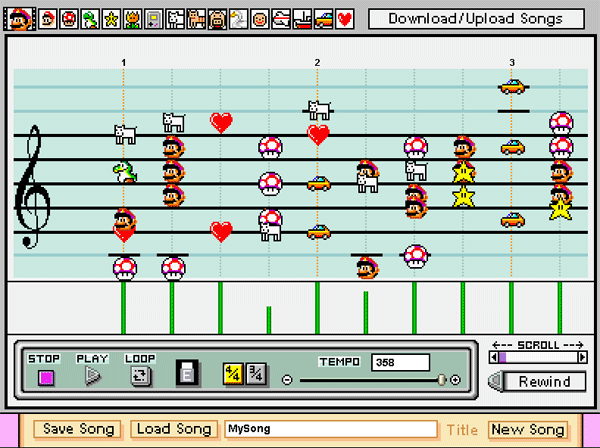 Download/Upload Songs
1 2 3
STOP PLAY LOOP
E
4/4 3/4
TEMPO 358
<-- SCROLL -->
Rewind
Save Song Load Song MySong Title New Song